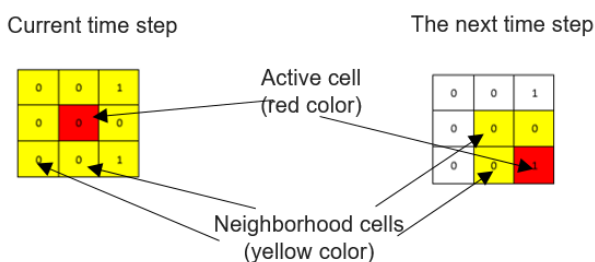 Current time step
The next time step
Active cell
(red color)
0 0 1
0 0 0
0 0 1
0 0 1
0 0 0
0 0 1
Neighborhood cells
(yellow color)